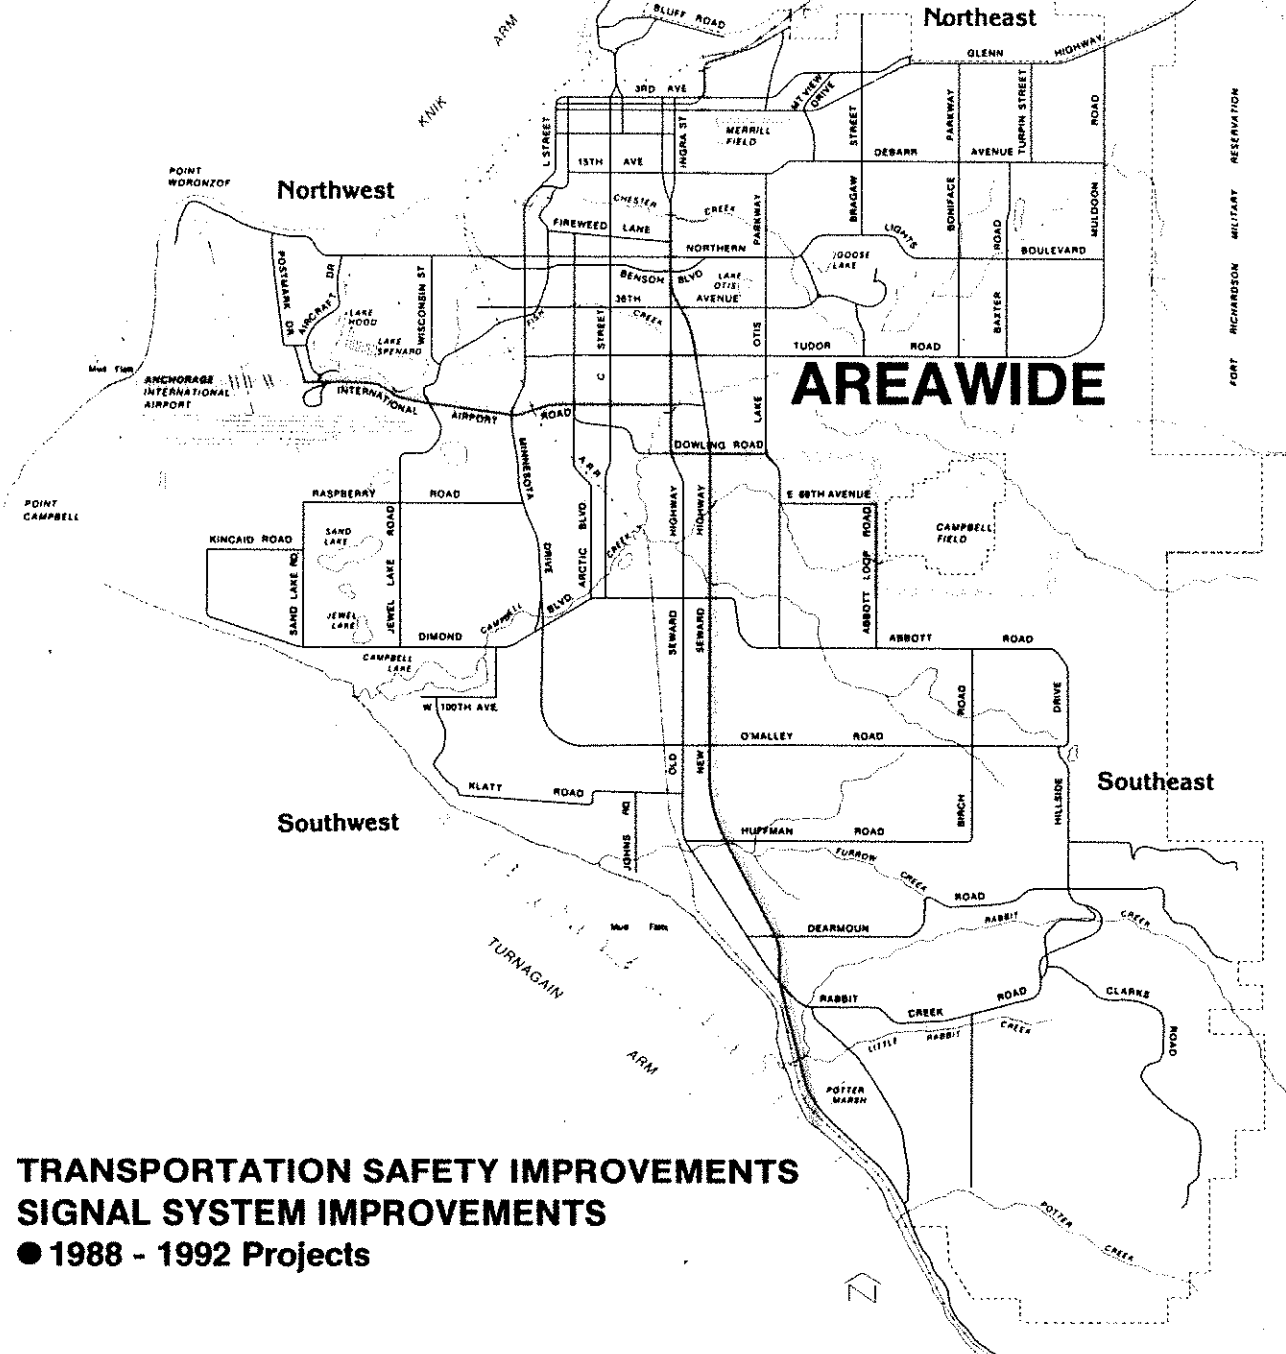 ARM
BLUFF ROAD
Northeast
GLENN HIGHWAY
KNIK
3RD AVE
MT VIEW
DRIVE
STREET
PARKWAY
TURPIN STREET
ROAD
FORT RICHARDSON MILITARY RESERVATION
L STREET
INGRA ST
MERRILL
FIELD
15TH AVE
DEBARR AVENUE
POINT
WORONZOF
Northwest
CHESTER CREEK
FIREWEED LANE
PARKWAY
BRAGAW
BONIFACE
MULDOON
NORTHERN LIGHTS BOULEVARD
ROAD
POSTMARK DR
AIRCRAFT DR
WISCONSIN ST
BENSON BLVD
LAKE
OTIS
GOOSE
LAKE
36TH AVENUE
FISH CREEK
LAKE
HOOD
LAKE
SPENARD
C STREET
OTIS
BAXTER
TUDOR ROAD
Mud Flats
ANCHORAGE
INTERNATIONAL
AIRPORT
AREAWIDE
INTERNATIONAL AIRPORT ROAD
LAKE
DOWLING ROAD
MINNESOTA
ARR
POINT
CAMPBELL
RASPBERRY ROAD
E 68TH AVENUE
HIGHWAY
HIGHWAY
KINCAID ROAD
SAND
LAKE
JEWEL LAKE ROAD
DRIVE
ARCTIC BLVD
CREEK
ABBOTT LOOP ROAD
CAMPBELL
FIELD
SAND LAKE RD
JEWEL
LAKE
DIMOND BLVD
CAMPBELL
SEWARD
SEWARD
ABBOTT ROAD
CAMPBELL
LAKE
W 100TH AVE
ROAD
DRIVE
O'MALLEY ROAD
OLD
NEW
KLATT ROAD
Southeast
Southwest
JOHNS RD
BIRCH
HILLSIDE
HUFFMAN ROAD
FURROW
CREEK
ROAD
RABBIT CREEK
DEARMOUN
Mud Flats
TURNAGAIN
RABBIT CREEK ROAD
CLARKS
ROAD
LITTLE RABBIT CREEK
ARM
POTTER
MARSH
TRANSPORTATION SAFETY IMPROVEMENTS
SIGNAL SYSTEM IMPROVEMENTS
● 1988 - 1992 Projects
POTTER CREEK
N